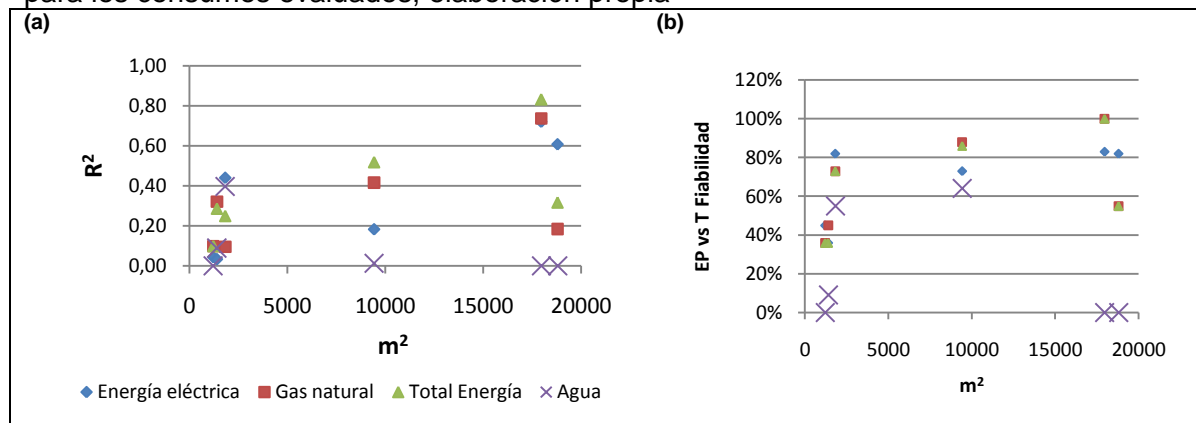 para los consumos evaluados, elaboración propia
(a)
R²
1,00
0,80
0,60
0,40
0,20
0,00
0 5000 10000 15000 20000
m²
Energía eléctrica Gas natural Total Energía Agua
(b)
EP vs T Fiabilidad
120%
100%
80%
60%
40%
20%
0%
0 5000 10000 15000 20000
m²